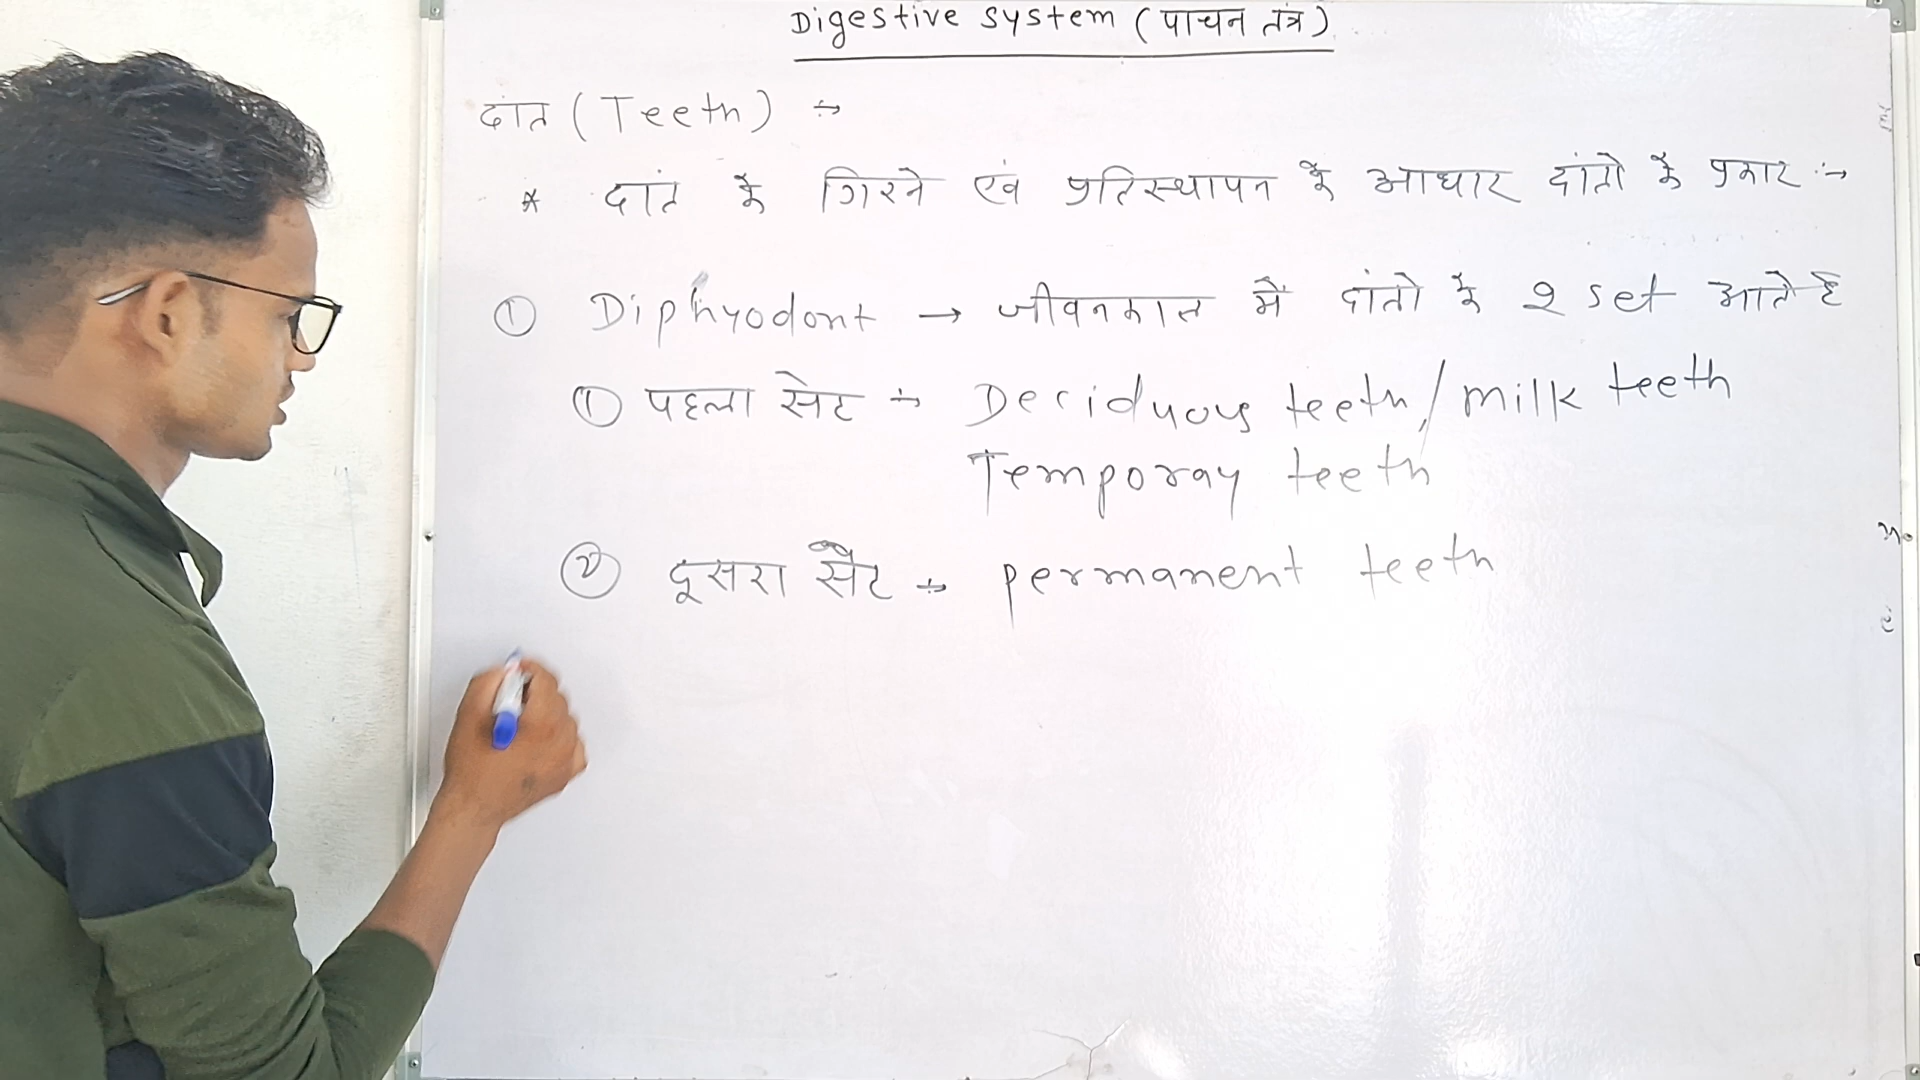 Digestive system (पाचन तंत्र)
दांत (Teeth) :→
* दांत के गिरने एवं प्रतिस्थापन के आधार दांतो के प्रकार :→
① Diphyodont → जीवनकाल में दांतो के 2 set आते है
① पहला सेट ÷ Deciduous teeth/milk teeth
Temporay teeth
② दूसरा सेट ÷ permanent teeth